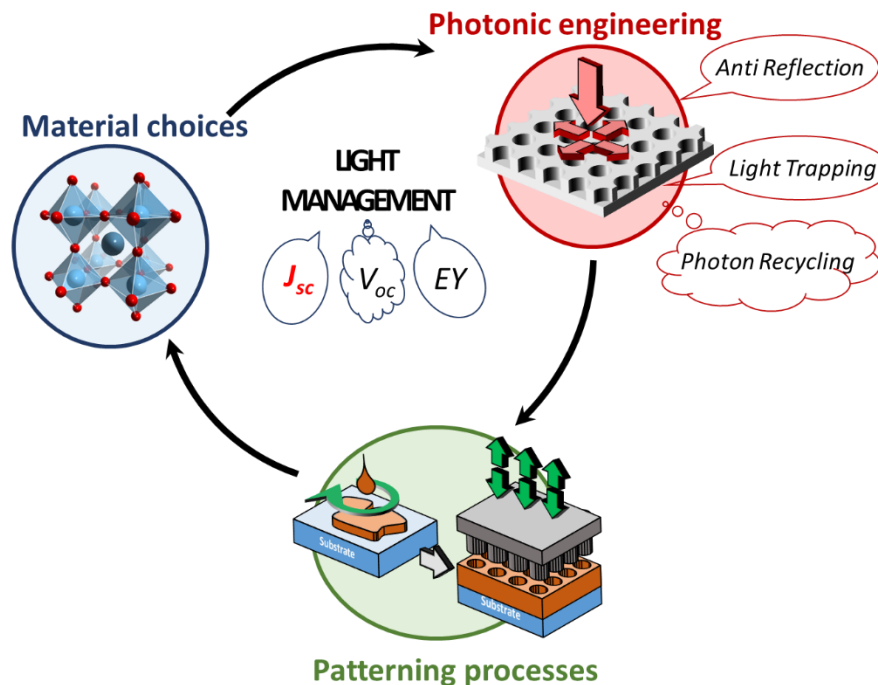 Photonic engineering
Anti Reflection
Material choices
LIGHT
MANAGEMENT
Light Trapping
Photon Recycling
Jsc
Voc
EY
Substrate
Substrate
Patterning processes